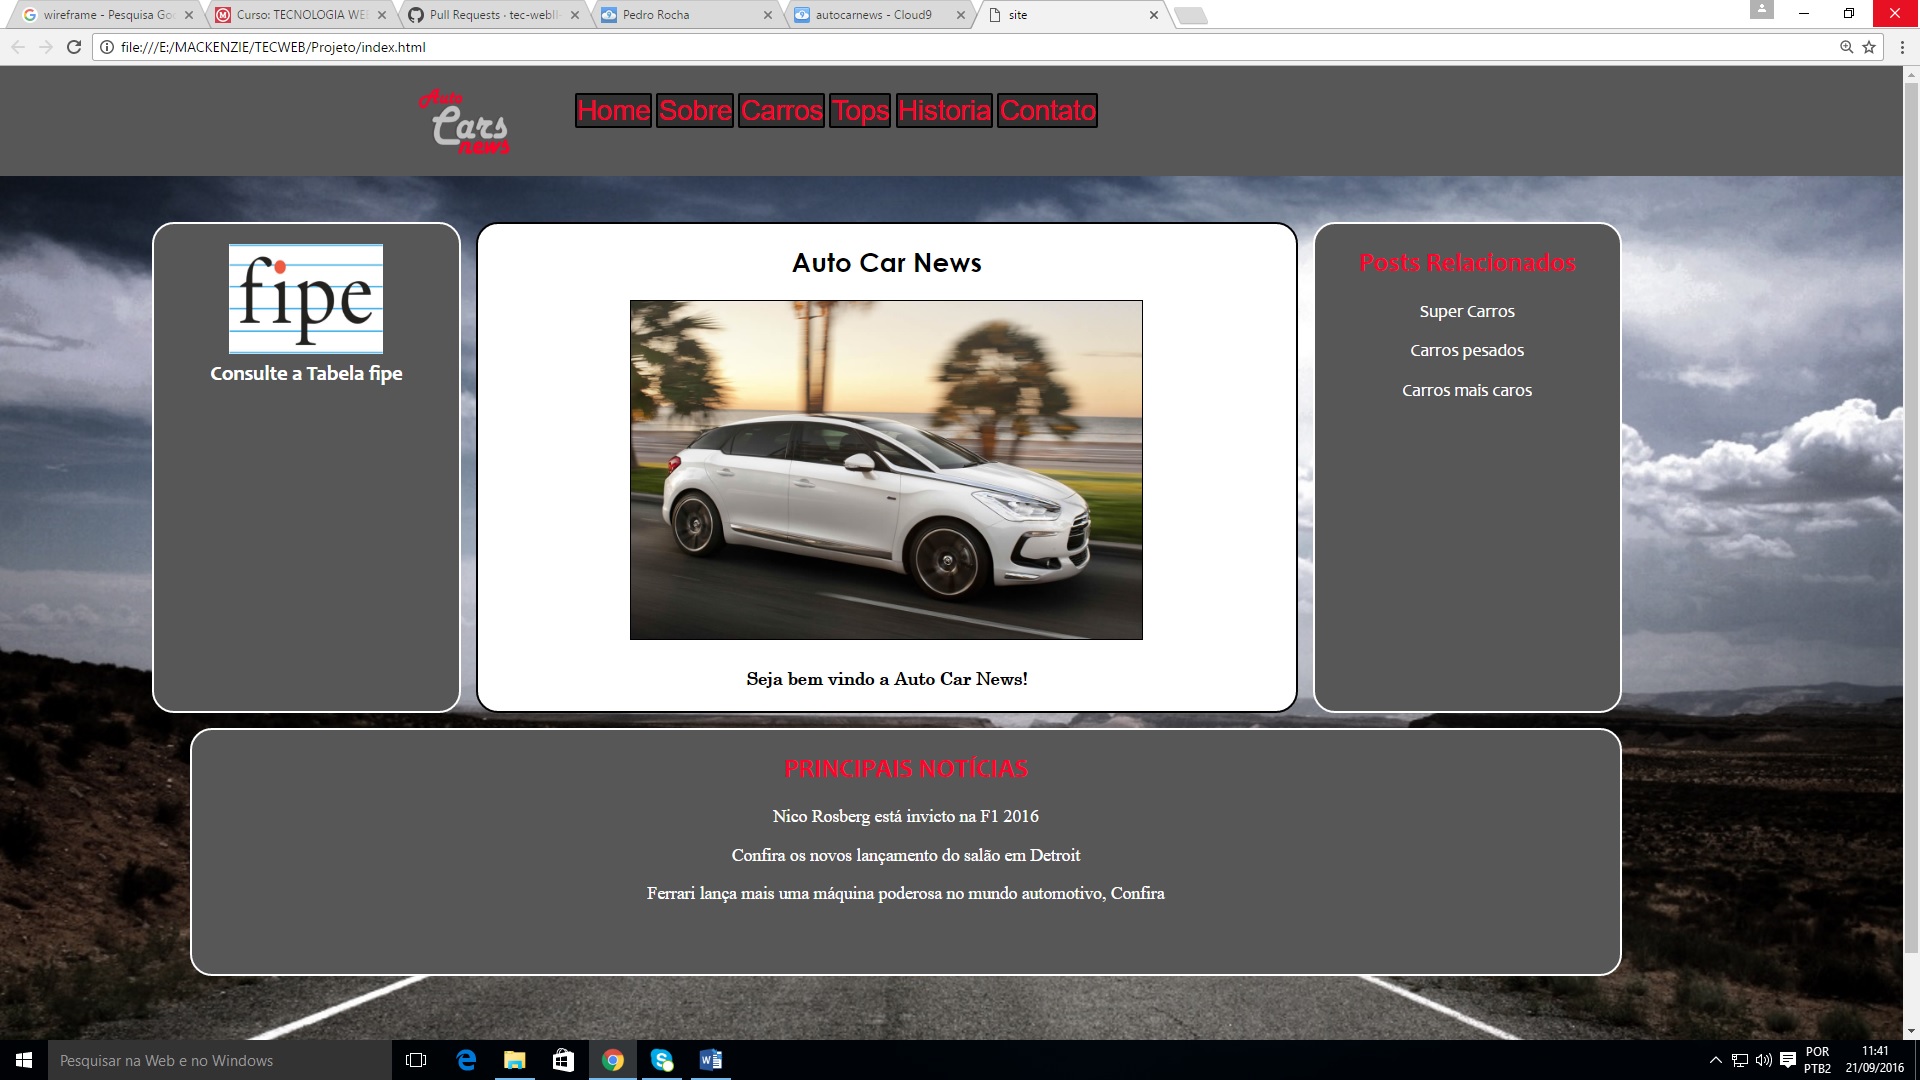 wireframe - Pesquisa Goo
Curso: TECNOLOGIA WEB
Pull Requests · tec-webII-
Pedro Rocha
autocarnews - Cloud9
site
file:///E:/MACKENZIE/TECWEB/Projeto/index.html
Auto
Cars
news
Home Sobre Carros Tops Historia Contato
fipe
Consulte a Tabela fipe
Auto Car News
Seja bem vindo a Auto Car News!
Posts Relacionados
Super Carros
Carros pesados
Carros mais caros
PRINCIPAIS NOTÍCIAS
Nico Rosberg está invicto na F1 2016
Confira os novos lançamento do salão em Detroit
Ferrari lança mais uma máquina poderosa no mundo automotivo, Confira
Pesquisar na Web e no Windows
POR
PTB2
11:41
21/09/2016